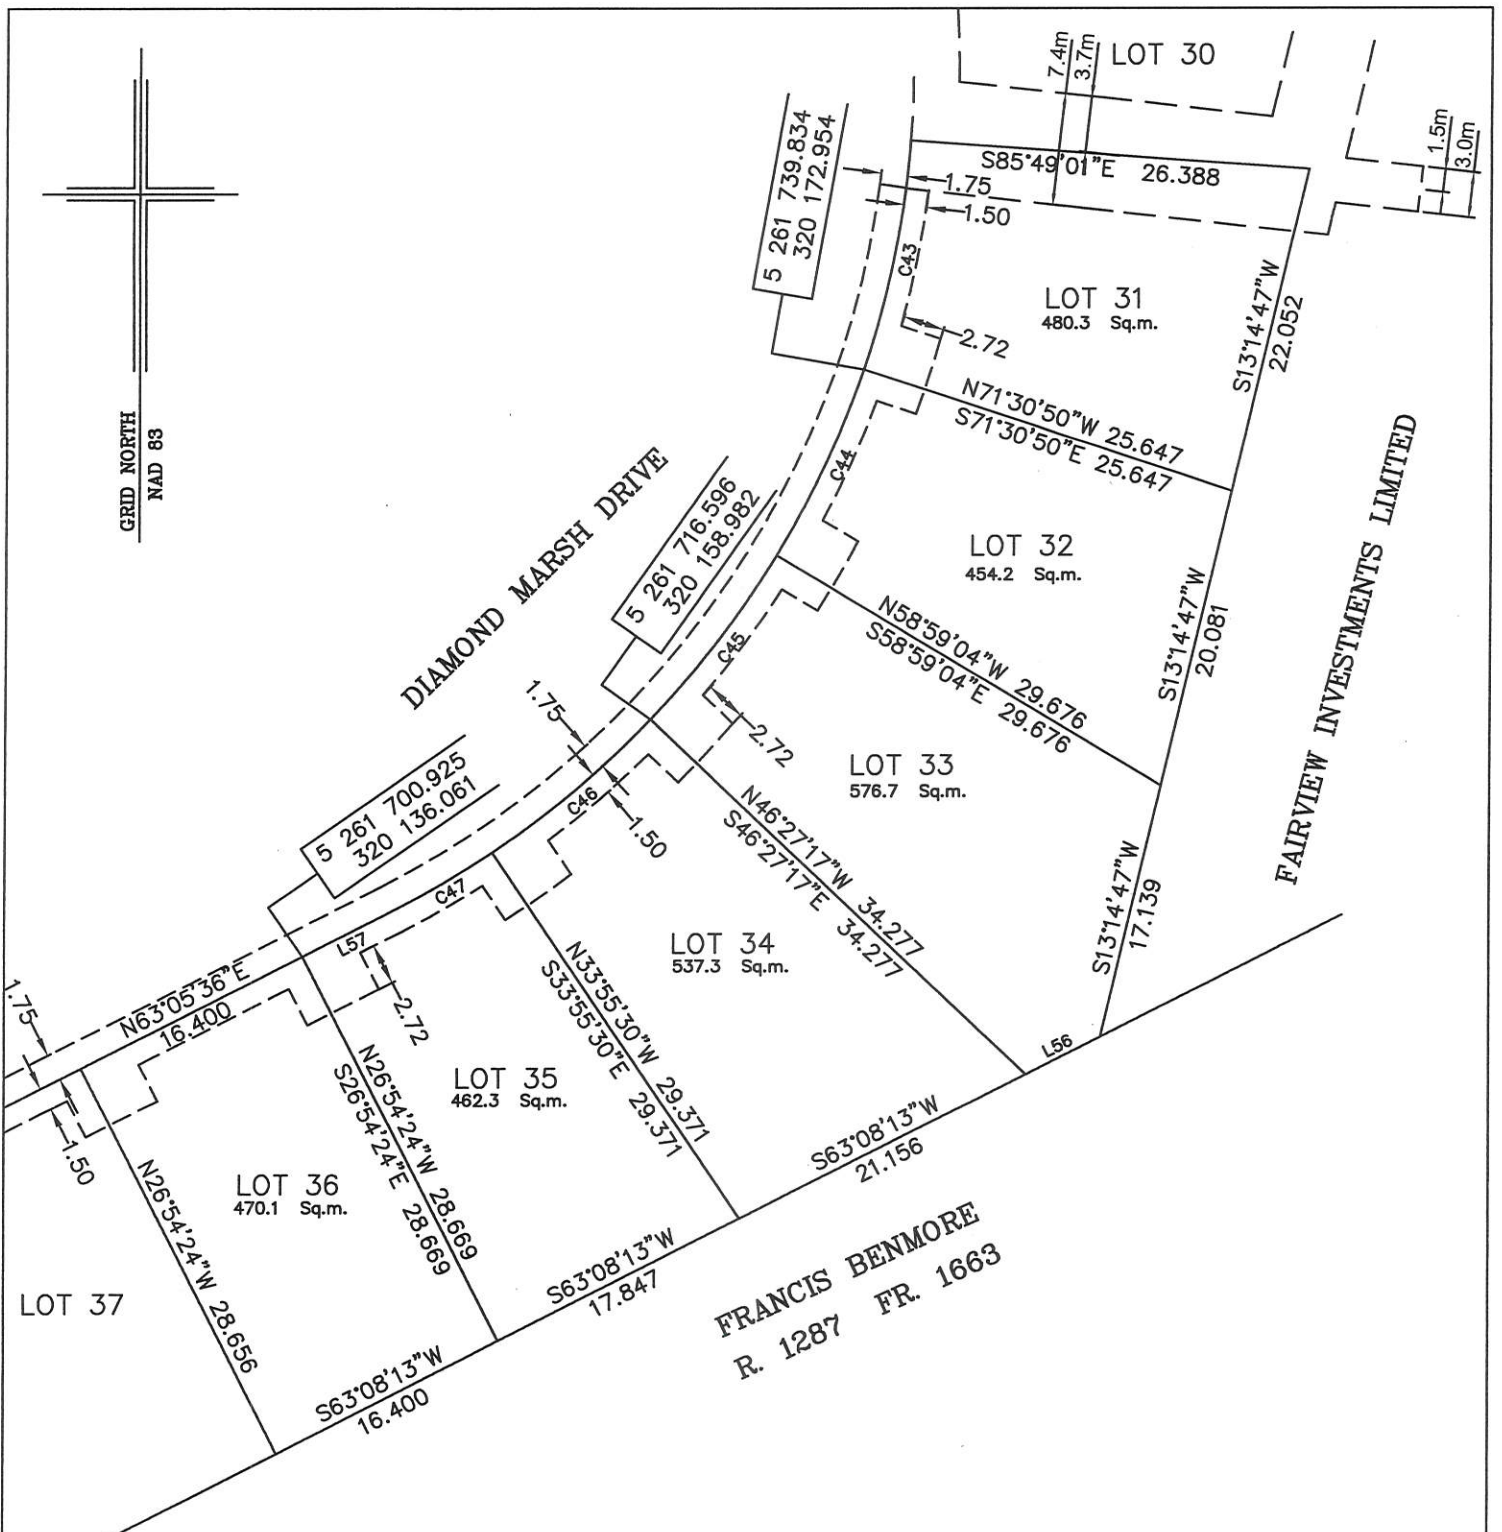 LOT 30
7.4m
3.7m
1.5m
3.0m
S85°49'01"E 26.388
1.75
1.50
5 261 739.834
320 172.954
C43
LOT 31
480.3 Sq.m.
S13°14'47"W
22.052
2.72
N71°30'50"W 25.647
S71°30'50"E 25.647
GRID NORTH
NAD 83
C44
DIAMOND MARSH DRIVE
5 261 716.596
320 158.982
LOT 32
454.2 Sq.m.
S13°14'47"W
20.081
FAIRVIEW INVESTMENTS LIMITED
C45
N58°59'04"W 29.676
S58°59'04"E 29.676
1.75
2.72
LOT 33
576.7 Sq.m.
5 261 700.925
320 136.061
C46
1.50
N46°27'17"W 34.277
S46°27'17"E 34.277
S13°14'47"W
17.139
C47
L57
LOT 34
537.3 Sq.m.
N33°55'30"W 29.371
S33°55'30"E 29.371
1.75
N63°05'36"E
16.400
2.72
L56
LOT 35
462.3 Sq.m.
N26°54'24"W 28.669
S26°54'24"E 28.669
S63°08'13"W
21.156
1.50
LOT 36
470.1 Sq.m.
N26°54'24"W 28.656
S63°08'13"W
17.847
FRANCIS BENMORE
R. 1287 FR. 1663
LOT 37
S63°08'13"W
16.400